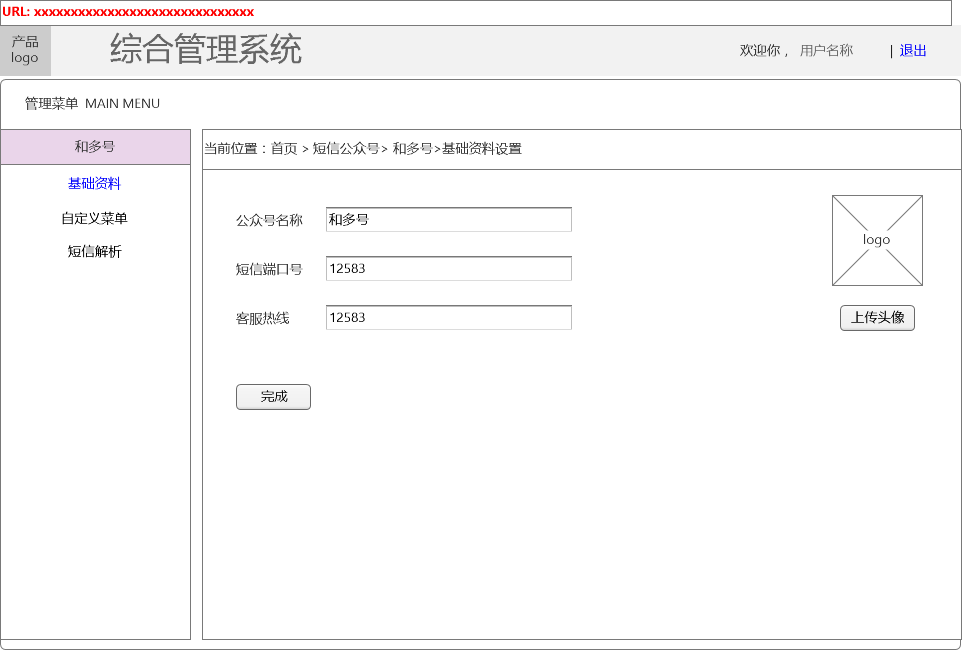 URL: xxxxxxxxxxxxxxxxxxxxxxxxxxxxxx
产品
logo
综合管理系统
欢迎你， 用户名称 | 退出
管理菜单 MAIN MENU
和多号
基础资料
自定义菜单
短信解析
当前位置：首页 > 短信公众号> 和多号>基础资料设置
公众号名称 和多号
短信端口号 12583
客服热线 12583
logo
上传头像
完成